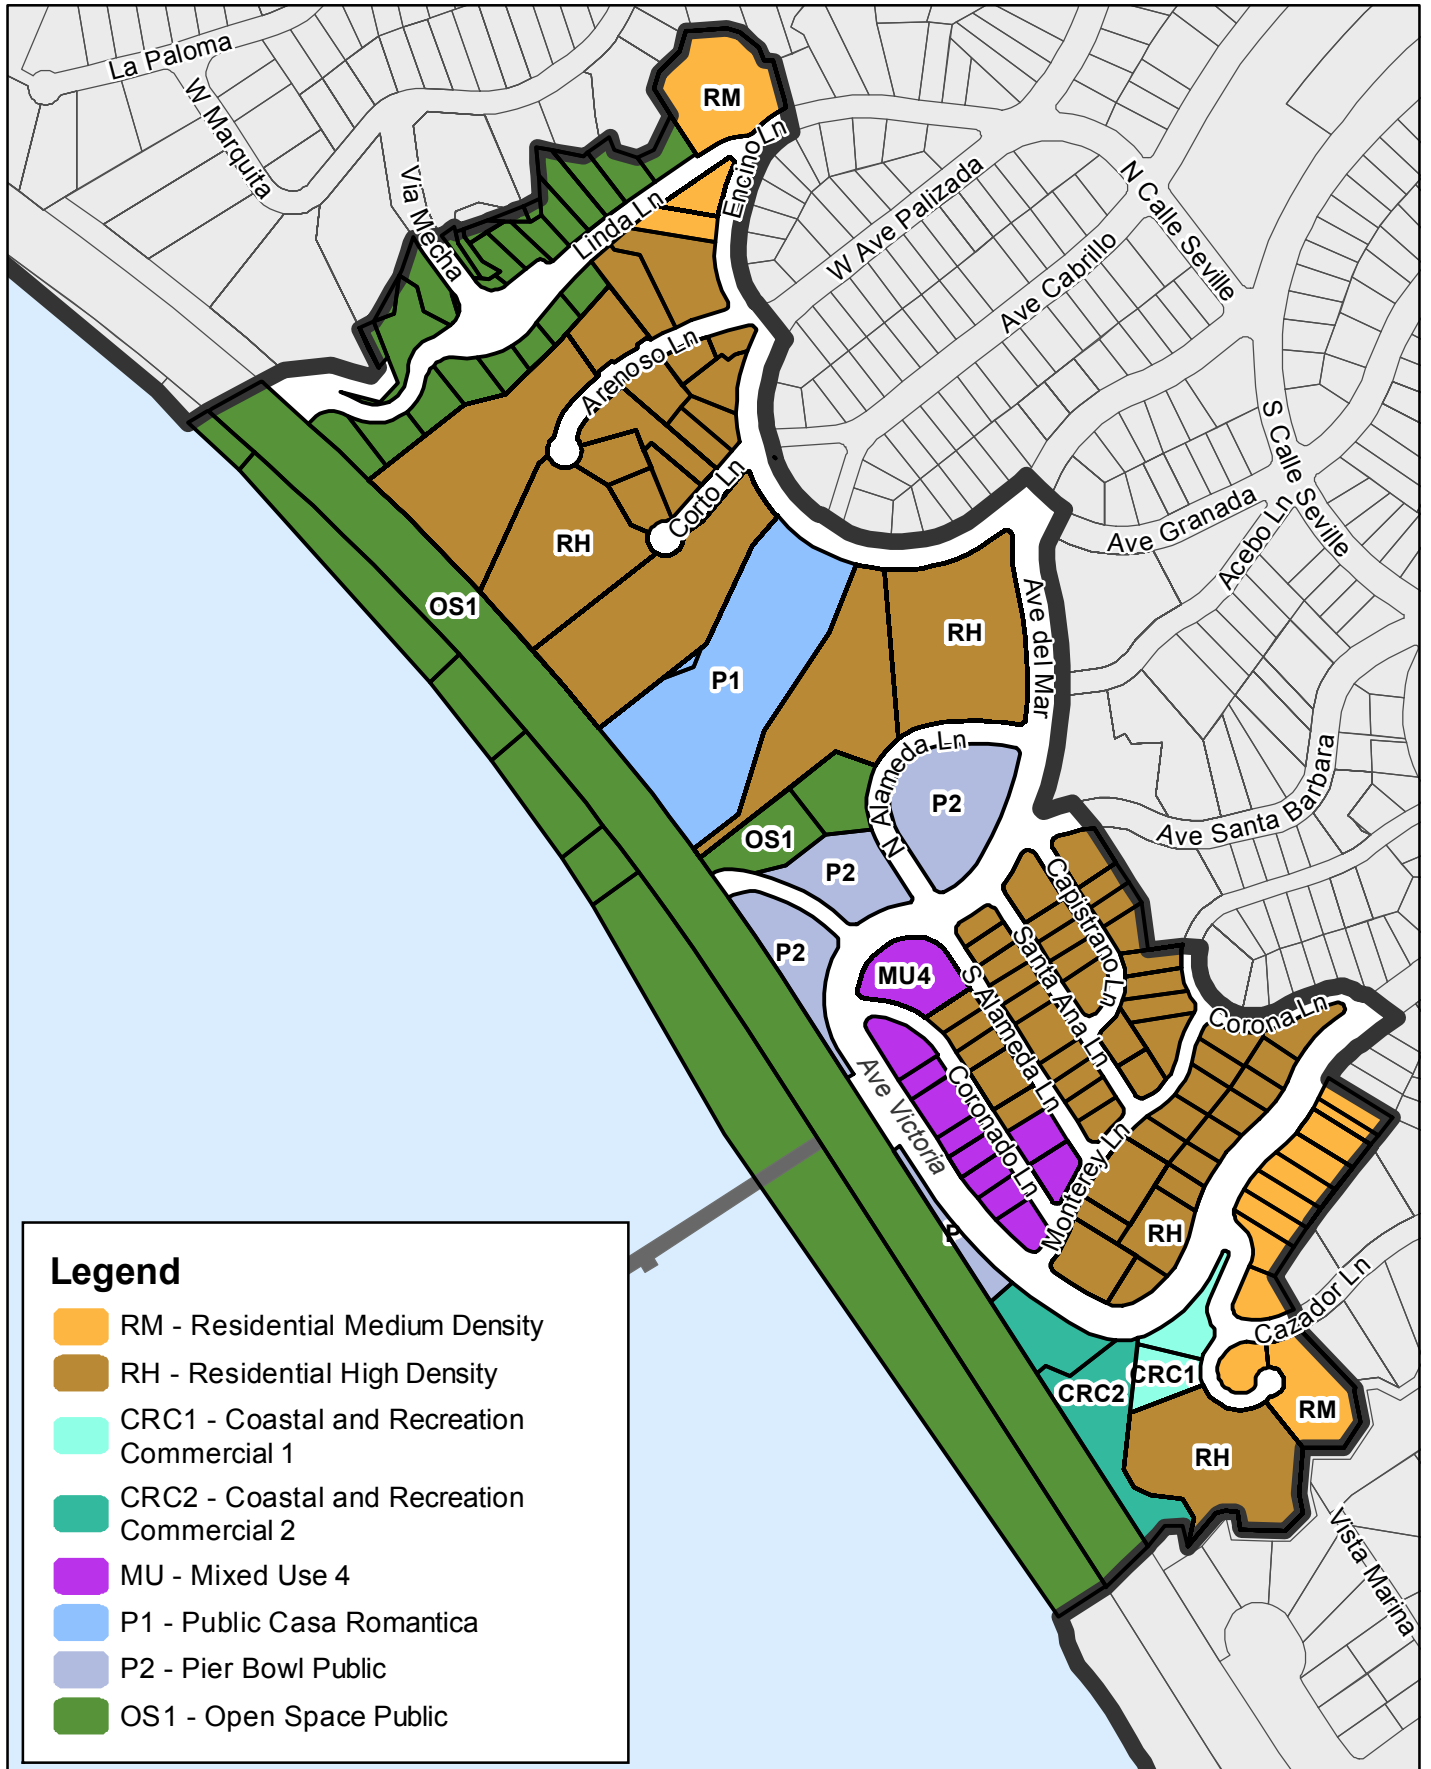 La Paloma
W Marquita
Via Mecha
RM
Encino Ln
Linda Ln
W Ave Palizada
N Calle Seville
Ave Cabrillo
Arenoso Ln
Corto Ln
S Calle Seville
Ave Granada
Acebo Ln
RH
OS1
RH
Ave del Mar
P1
N Alameda Ln
P2
Ave Santa Barbara
OS1
P2
P2
Capistrano Ln
Santa Ana Ln
MU4
S Alameda Ln
Corona Ln
Ave Victoria
Coronado Ln
Monterey Ln
RH
P
Cazador Ln
CRC1
CRC2
RM
RH
Vista Marina
Legend
RM - Residential Medium Density
RH - Residential High Density
CRC1 - Coastal and Recreation
Commercial 1
CRC2 - Coastal and Recreation
Commercial 2
MU - Mixed Use 4
P1 - Public Casa Romantica
P2 - Pier Bowl Public
OS1 - Open Space Public